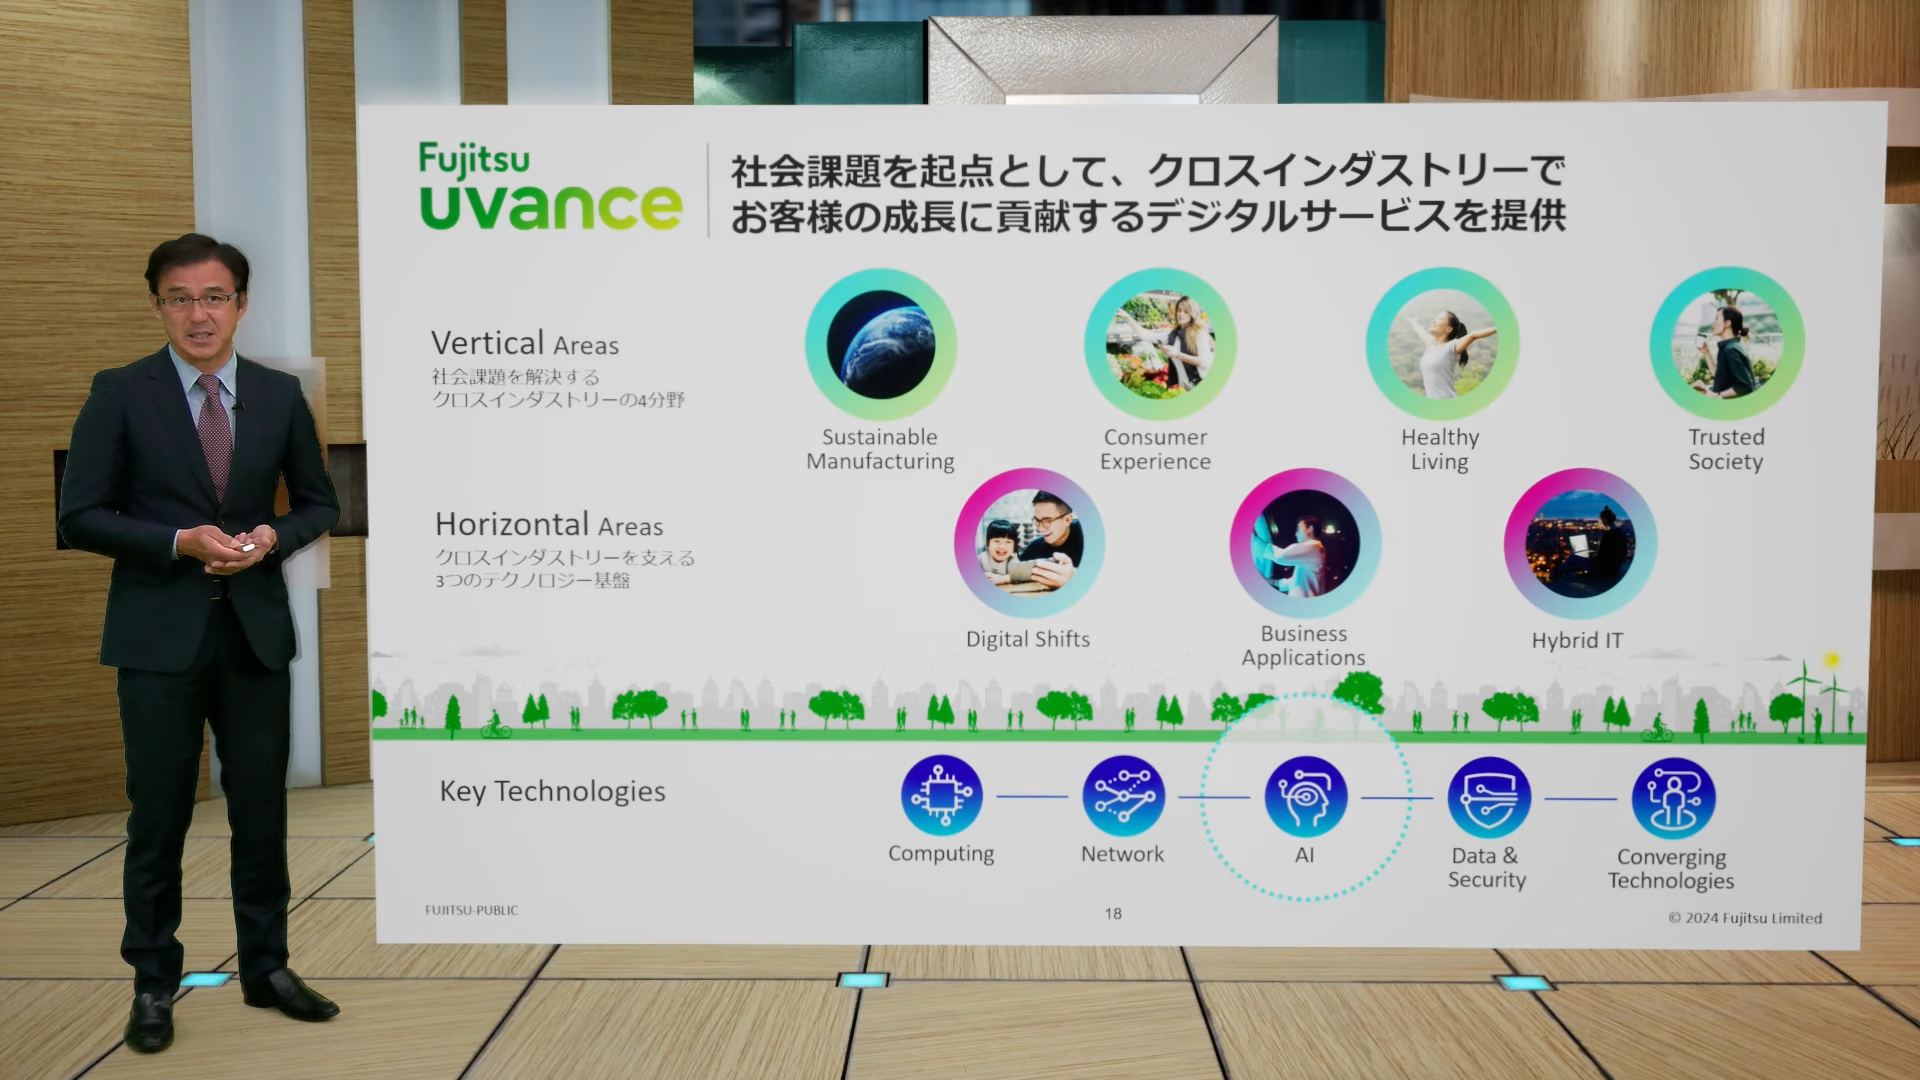 Fujitsu
uvance
社会課題を起点として、クロスインダストリーで
お客様の成長に貢献するデジタルサービスを提供
Vertical Areas
社会課題を解決する
クロスインダストリーの4分野
Sustainable
Manufacturing
Consumer
Experience
Healthy
Living
Trusted
Society
Horizontal Areas
クロスインダストリーを支える
3つのテクノロジー基盤
Digital Shifts
Business
Applications
Hybrid IT
Key Technologies
Computing
Network
AI
Data &
Security
Converging
Technologies
FUJITSU-PUBLIC
18
© 2024 Fujitsu Limited